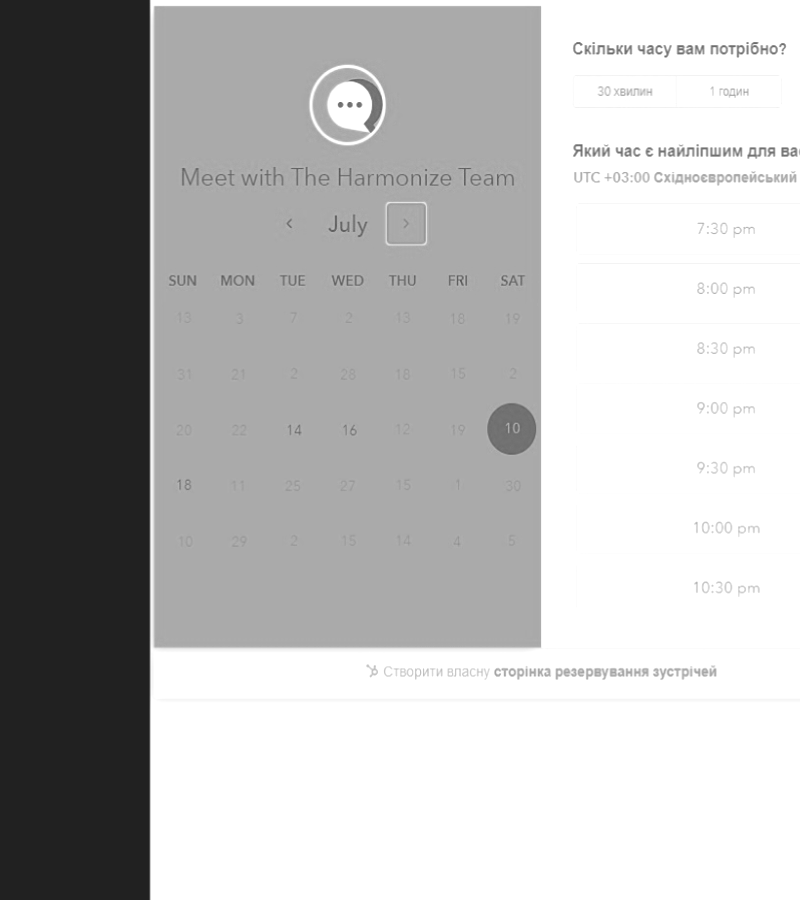 Meet with The Harmonize Team
July
SUN MON TUE WED THU FRI SAT
13 3 7 2 13 18 19
31 21 2 28 18 15 2
20 22 14 16 12 19 10
18 11 25 27 15 1 30
10 29 2 15 14 4 5
Скільки часу вам потрібно?
30 хвилин 1 годин
Який час є найліпшим для ва
UTC +03:00 Східноєвропейський
7:30 pm
8:00 pm
8:30 pm
9:00 pm
9:30 pm
10:00 pm
10:30 pm
Створити власну сторінка резервування зустрічей